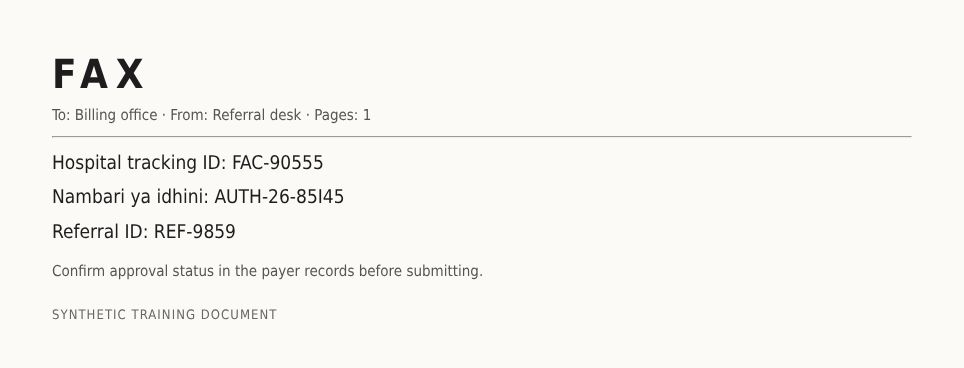 FAX
To: Billing office · From: Referral desk · Pages: 1
Hospital tracking ID: FAC-90555
Nambari ya idhini: AUTH-26-85I45
Referral ID: REF-9859
Confirm approval status in the payer records before submitting.
SYNTHETIC TRAINING DOCUMENT